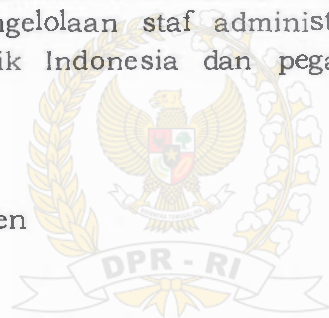 ngelolaan staf administ
ik Indonesia dan pega
en
DPR - RI